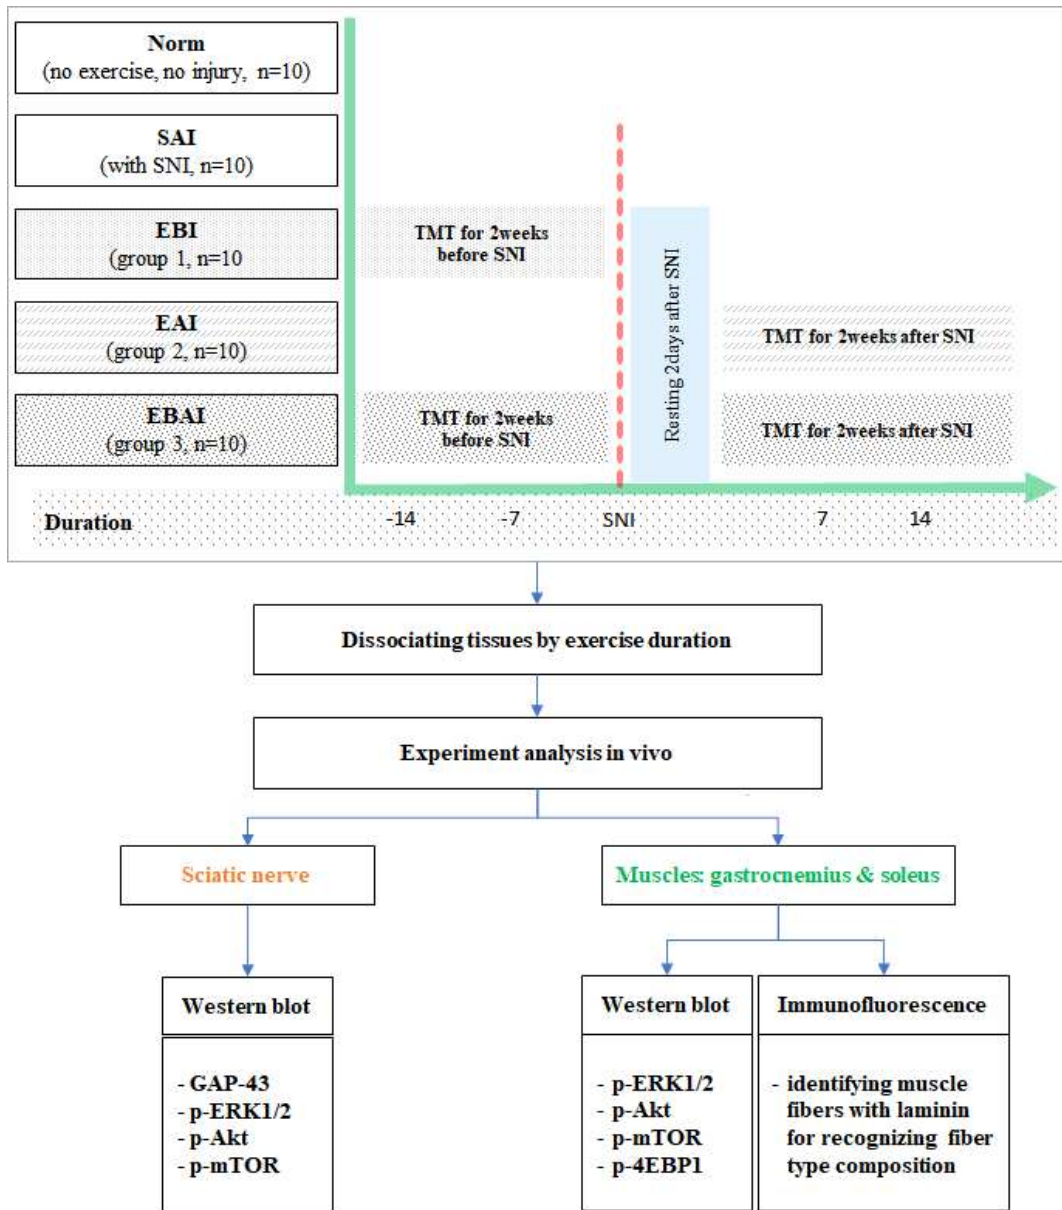 Norm
(no exercise, no injury, n=10)
SAI
(with SNI, n=10)
EBI
(group 1, n=10
EAI
(group 2, n=10)
EBAI
(group 3, n=10)
TMT for 2weeks
before SNI
TMT for 2weeks
before SNI
Resting 2days after SNI
TMT for 2weeks after SNI
TMT for 2weeks after SNI
Duration -14 -7 SNI 7 14
Dissociating tissues by exercise duration
Experiment analysis in vivo
Sciatic nerve
Muscles: gastrocnemius & soleus
Western blot
- GAP-43
- p-ERK1/2
- p-Akt
- p-mTOR
Western blot
- p-ERK1/2
- p-Akt
- p-mTOR
- p-4EBP1
Immunofluorescence
- identifying muscle
fibers with laminin
for recognizing fiber
type composition